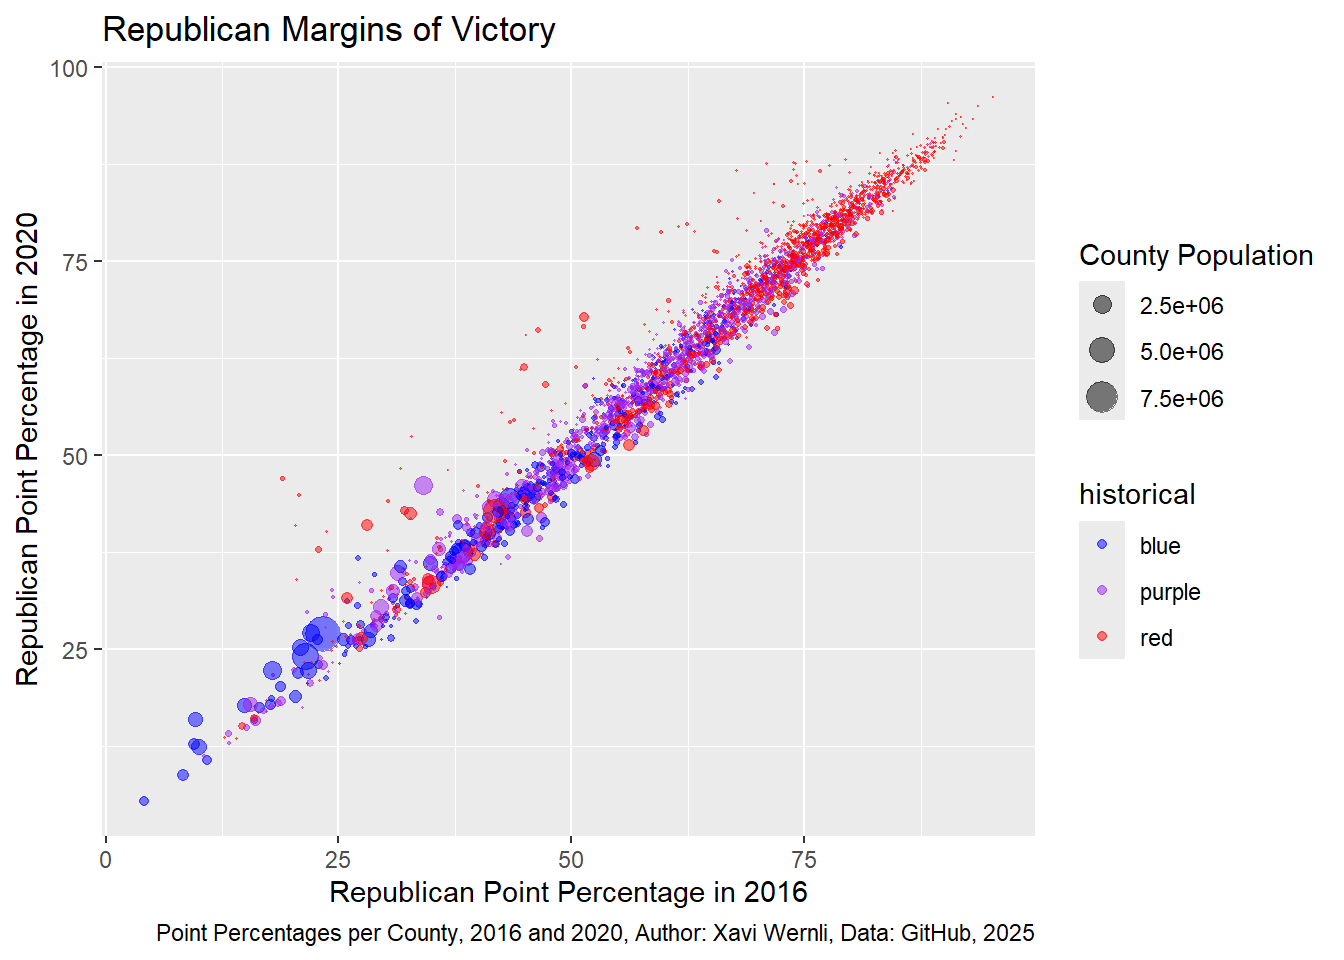 Republican Margins of Victory
Republican Point Percentage in 2020
100
75
50
25
0
25
50
75
Republican Point Percentage in 2016
Point Percentages per County, 2016 and 2020, Author: Xavi Wernli, Data: GitHub, 2025
County Population
2.5e+06
5.0e+06
7.5e+06
historical
blue
purple
red